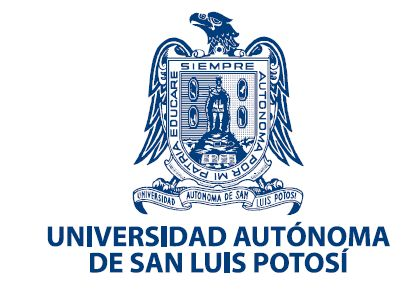 SIEMPRE
AUTONOMA
POR MI PATRIA
EDUCARE
UNIVERSIDAD AUTONOMA DE SAN LUIS POTOSI
UNIVERSIDAD AUTÓNOMA
DE SAN LUIS POTOSÍ